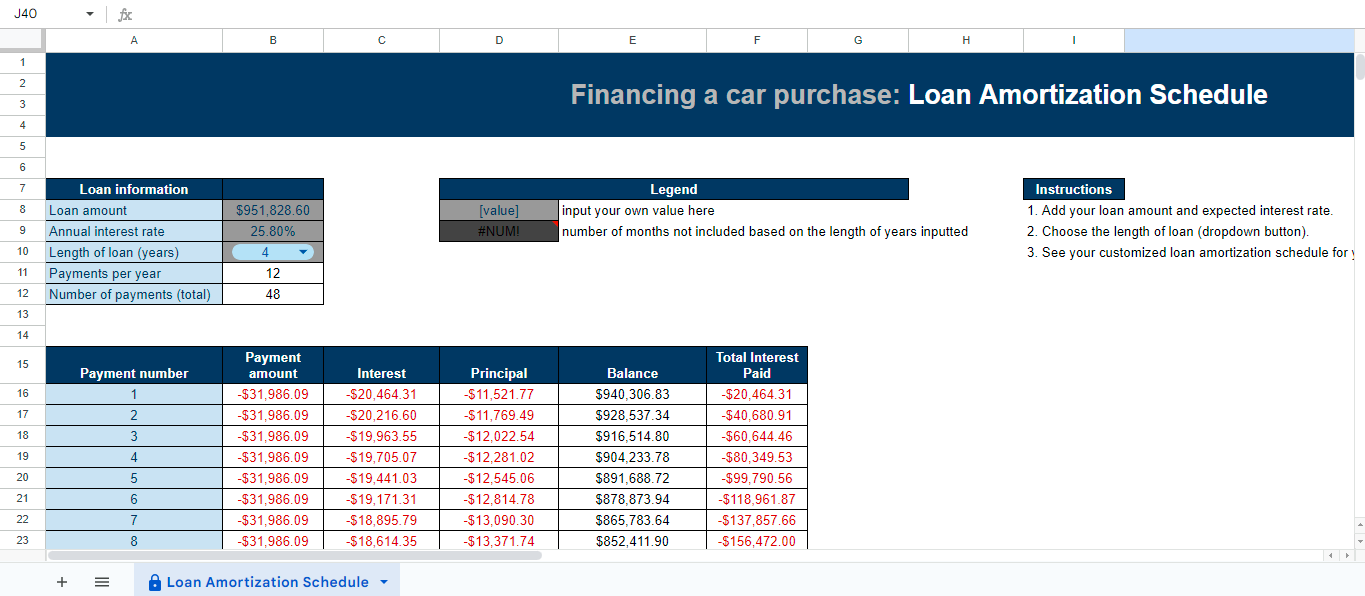 J40 fx
A B C D E F G H I
1
2
3
4
Financing a car purchase: Loan Amortization Schedule
5
6
7 Loan information Legend Instructions
8 Loan amount $951,828.60 [value] input your own value here 1. Add your loan amount and expected interest rate.
9 Annual interest rate 25.80% #NUM! number of months not included based on the length of years inputted 2. Choose the length of loan (dropdown button).
10 Length of loan (years) 4 3. See your customized loan amortization schedule for
11 Payments per year 12
12 Number of payments (total) 48
13
14
15 Payment number Payment amount Interest Principal Balance Total Interest Paid
16 1 -$31,986.09 -$20,464.31 -$11,521.77 $940,306.83 -$20,464.31
17 2 -$31,986.09 -$20,216.60 -$11,769.49 $928,537.34 -$40,680.91
18 3 -$31,986.09 -$19,963.55 -$12,022.54 $916,514.80 -$60,644.46
19 4 -$31,986.09 -$19,705.07 -$12,281.02 $904,233.78 -$80,349.53
20 5 -$31,986.09 -$19,441.03 -$12,545.06 $891,688.72 -$99,790.56
21 6 -$31,986.09 -$19,171.31 -$12,814.78 $878,873.94 -$118,961.87
22 7 -$31,986.09 -$18,895.79 -$13,090.30 $865,783.64 -$137,857.66
23 8 -$31,986.09 -$18,614.35 -$13,371.74 $852,411.90 -$156,472.00
Loan Amortization Schedule